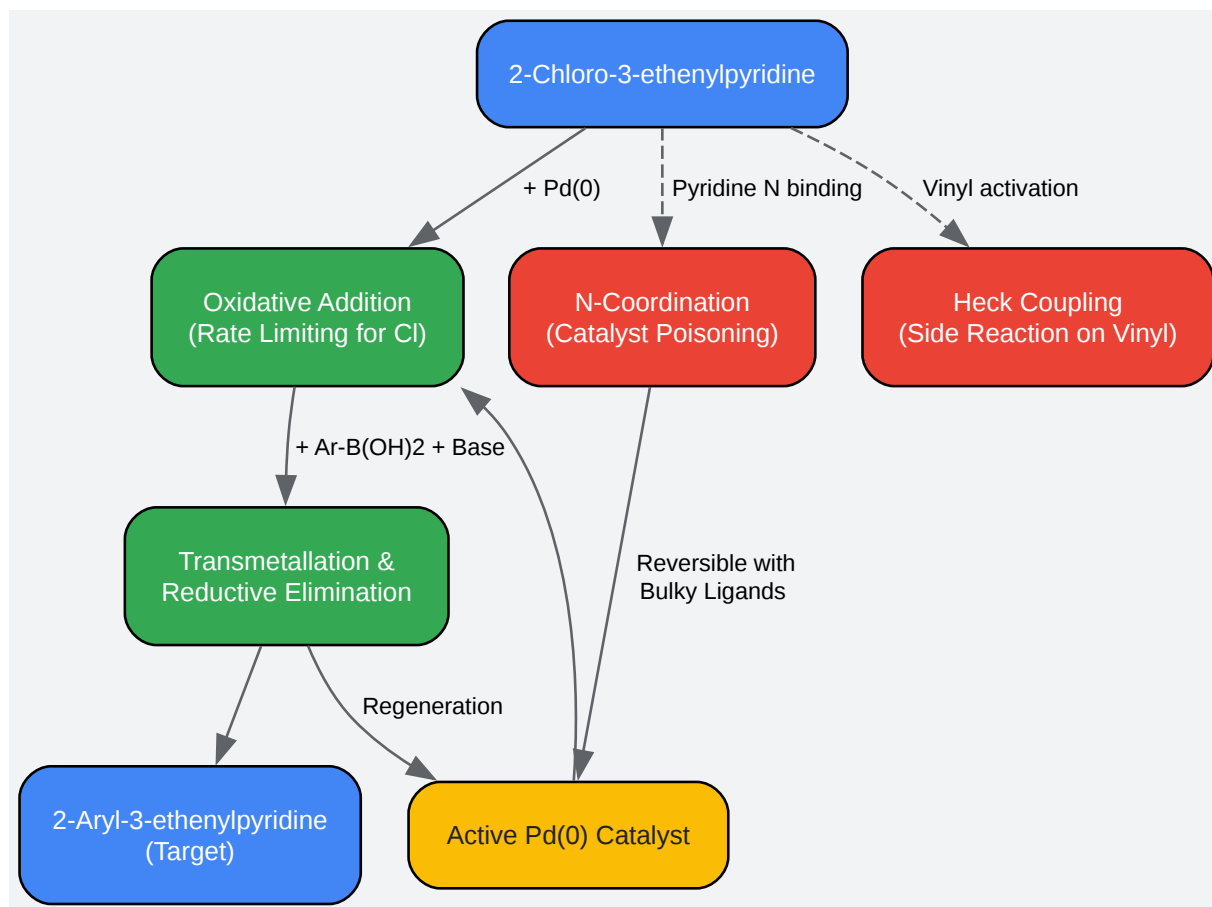 2-Chloro-3-ethenylpyridine
+ Pd(0)
Pyridine N binding
Vinyl activation
Oxidative Addition
(Rate Limiting for Cl)
N-Coordination
(Catalyst Poisoning)
Heck Coupling
(Side Reaction on Vinyl)
+ Ar-B(OH)2 + Base
Transmetallation &
Reductive Elimination
Reversible with
Bulky Ligands
Regeneration
2-Aryl-3-ethenylpyridine
(Target)
Active Pd(0) Catalyst